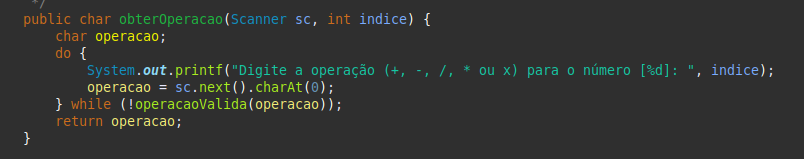 */
public char obterOperacao(Scanner sc, int indice) {
char operacao;
do {
System.out.printf("Digite a operação (+, -, /, * ou x) para o número [%d]: ", indice);
operacao = sc.next().charAt(0);
} while (!operacaoValida(operacao));
return operacao;
}